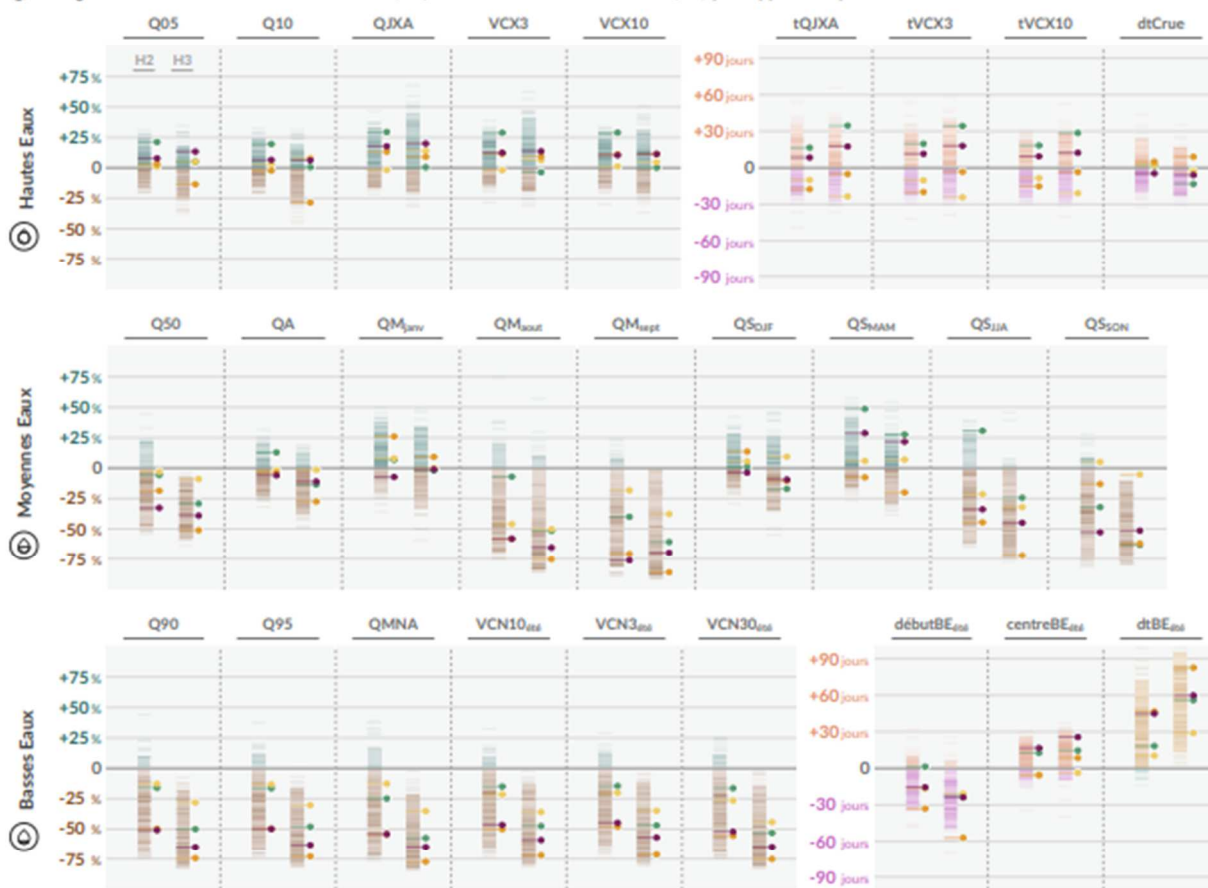 Q05 Q10 QJXA VCX3 VCX10 tQJXA tVCX3 tVCX10 dtCrue
H2 H3
+75 %
+50 %
+25 %
0
-25 %
-50 %
-75 %
Hautes Eaux
+90 jours
+60 jours
+30 jours
0
-30 jours
-60 jours
-90 jours
Q50 QA QMjanv QMaout QMsept QSDJF QSMAM QSJJA QSSON
+75 %
+50 %
+25 %
0
-25 %
-50 %
-75 %
Moyennes Eaux
Q90 Q95 QMNA VCN10été VCN3été VCN30été débutBEété centreBEété dtBEété
+75 %
+50 %
+25 %
0
-25 %
-50 %
-75 %
Basses Eaux
+90 jours
+60 jours
+30 jours
0
-30 jours
-60 jours
-90 jours